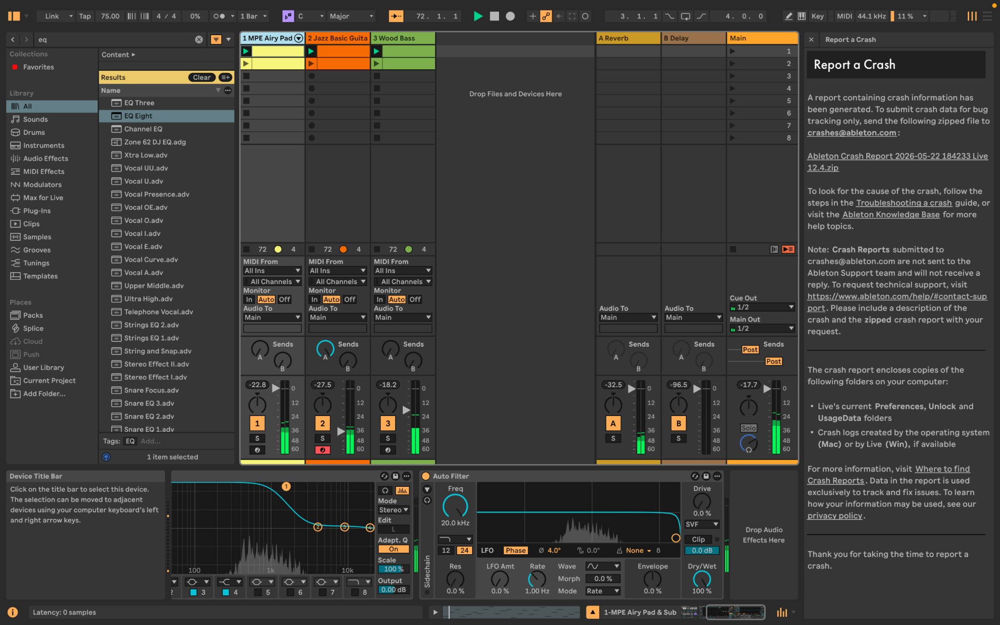 Link Tap 75.00 4 / 4 0% 1 Bar C Major 72. 1. 1 3. 1. 1 4. 0. 0 Key MIDI 44.1 kHz 11 %
eq
Collections
Favorites
Library
All
Sounds
Drums
Instruments
Audio Effects
MIDI Effects
Modulators
Max for Live
Plug-Ins
Clips
Samples
Grooves
Tunings
Templates
Places
Packs
Splice
Cloud
Push
User Library
Current Project
Add Folder...
Content
Results Clear
Name
EQ Three
EQ Eight
Channel EQ
Zone 62 DJ EQ.adg
Xtra Low.adv
Vocal UU.adv
Vocal U.adv
Vocal Presence.adv
Vocal OE.adv
Vocal O.adv
Vocal I.adv
Vocal E.adv
Vocal Curve.adv
Vocal A.adv
Upper Middle.adv
Ultra High.adv
Telephone Vocal.adv
Strings EQ 2.adv
Strings EQ 1.adv
String and Snap.adv
Stereo Effect II.adv
Stereo Effect I.adv
Snare Focus.adv
Snare EQ 3.adv
Snare EQ 2.adv
Snare EQ 1.adv
Tags: EQ Add...
1 item selected
1 MPE Airy Pad 2 Jazz Basic Guita 3 Wood Bass A Reverb B Delay Main
1
2
3
4
5
6
7
8
Drop Files and Devices Here
72 4 72 4 72 4
MIDI From MIDI From MIDI From
All Ins All Ins All Ins
All Channels All Channels All Channels
Monitor Monitor Monitor
In Auto Off In Auto Off In Auto Off
Cue Out
1/2
Audio To Audio To Audio To Audio To Audio To
Main Main Main Main Main
Main Out
1/2
Sends Sends Sends Sends Sends Sends
A A A A A Post
B B B B B Post
-22.8 0 -27.5 0 -18.2 0 -32.5 0 -96.5 0 -17.7 0
12 12 12 12 12 12
24 24 24 24 24 24
1 2 3 A B Solo
36 36 36 36 36 36
S S S S S
48 48 48 48 48 48
60 60 60 60 60 60
Report a Crash
Report a Crash
A report containing crash information has
been generated. To submit crash data for bug
tracking only, send the following zipped file to
crashes@ableton.com:
Ableton Crash Report 2026-05-22 184233 Live
12.4.zip
To look for the cause of the crash, follow the
steps in the Troubleshooting a crash guide, or
visit the Ableton Knowledge Base for more
help topics.
Note: Crash Reports submitted to
crashes@ableton.com are not sent to the
Ableton Support team and will not receive a
reply. To request technical support, visit
https://www.ableton.com/help/#contact-sup
port. Please include a description of the
crash and the zipped crash report with your
request.
The crash report encloses copies of the
following folders on your computer:
Live's current Preferences, Unlock and
UsageData folders
Crash logs created by the operating system
(Mac) or by Live (Win), if available
For more information, visit Where to find
Crash Reports. Data in the report is used
exclusively to track and fix issues. To learn
how your information may be used, see our
privacy policy.
Thank you for taking the time to report a
crash.
Device Title Bar
Click on the title bar to select this device.
The selection can be moved to adjacent
devices using your computer keyboard's left
and right arrow keys.
1
2 3 4
100 1k 10k
2 3 4 5 6 7 8
Mode
Stereo
Edit
L
Adapt. Q
On
Scale
100 %
Output
0.00 dB
Auto Filter
Sidechain
Freq
20.0 kHz
12 24
Res
0.0 %
LFO Phase Ø 4.0° 0.0° None 8
LFO Amt
0.0 %
Rate
1.00 Hz
Wave
Morph 0.0 %
Mode Rate
Envelope
0.0 %
Drive
0.0 %
SVF
Clip
0.0 dB
Dry/Wet
100 %
Drop Audio
Effects Here
Latency: 0 samples
1-MPE Airy Pad & Sub